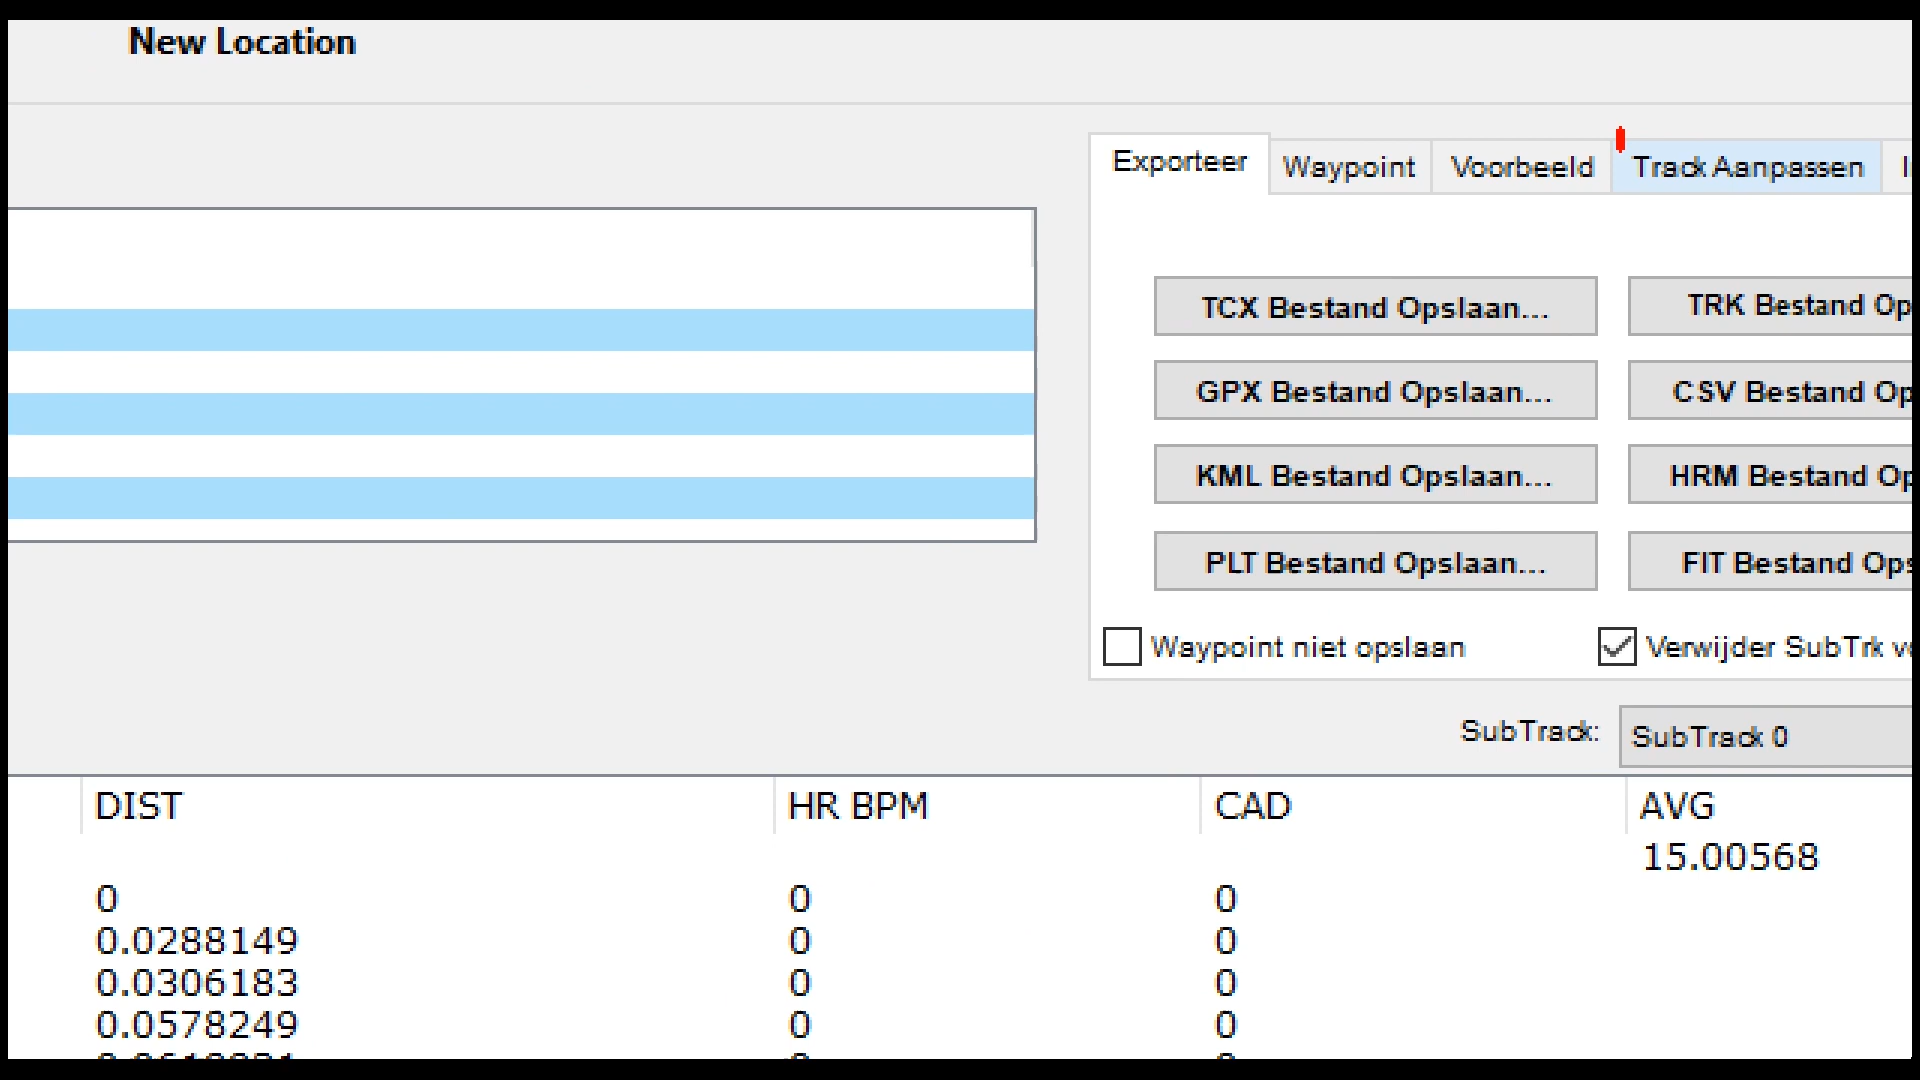 New Location
Exporteer Waypoint Voorbeeld Track Aanpassen
TCX Bestand Opslaan... TRK Bestand Op
GPX Bestand Opslaan... CSV Bestand Op
KML Bestand Opslaan... HRM Bestand Op
PLT Bestand Opslaan... FIT Bestand Ops
Waypoint niet opslaan Verwijder SubTrk
SubTrack: SubTrack 0
DIST HR BPM CAD AVG
15.00568
0 0 0
0.0288149 0 0
0.0306183 0 0
0.0578249 0 0